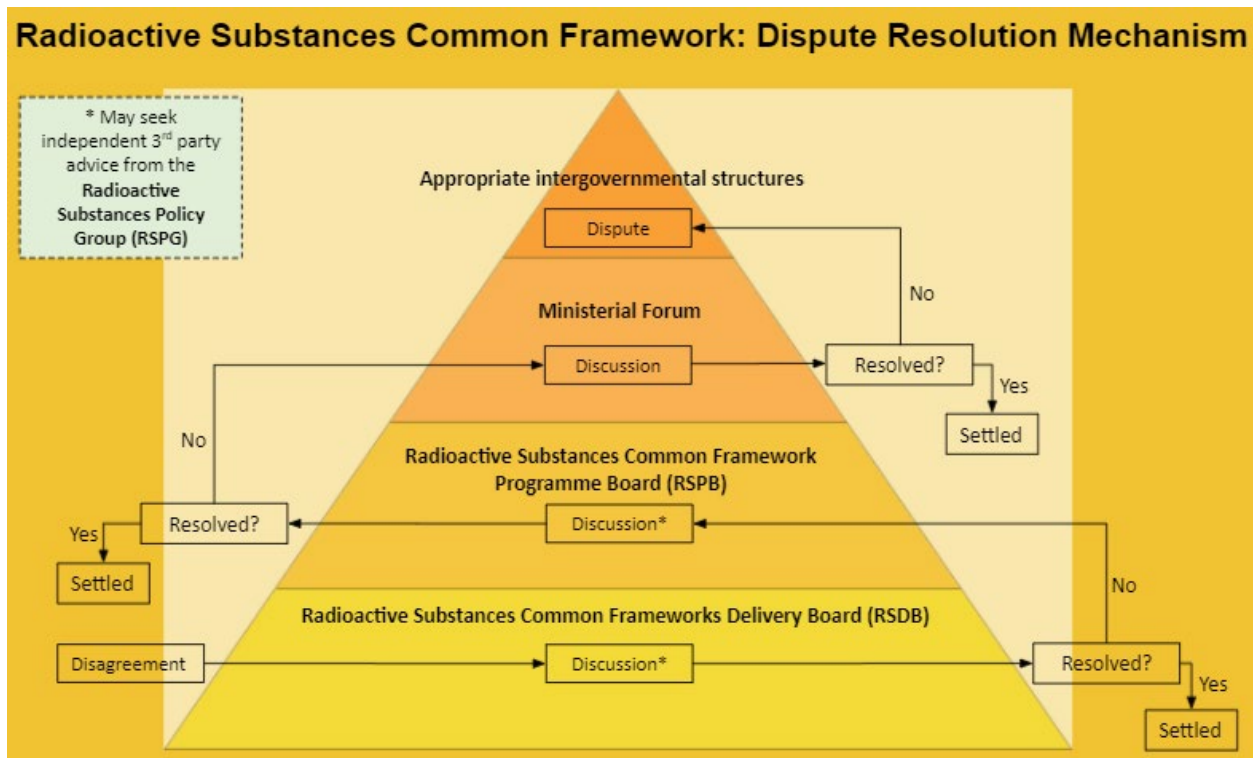 Radioactive Substances Common Framework: Dispute Resolution Mechanism
* May seek
independent 3rd party
advice from the
Radioactive
Substances Policy
Group (RSPG)
Appropriate intergovernmental structures
Dispute
No
Ministerial Forum
Discussion
Resolved?
Yes
Settled
No
Radioactive Substances Common Framework
Programme Board (RSPB)
Discussion*
Resolved?
Yes
Settled
No
Radioactive Substances Common Frameworks Delivery Board (RSDB)
Disagreement
Discussion*
Resolved?
Yes
Settled